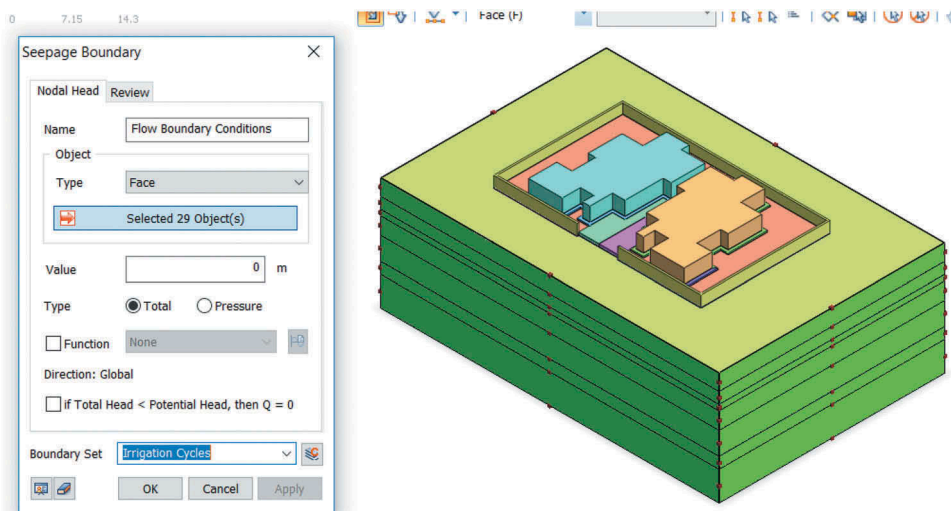 0 7.15 14.3
Face (F)
Seepage Boundary
Nodal Head Review
Name Flow Boundary Conditions
Object
Type Face
Selected 29 Object(s)
Value 0 m
Type Total Pressure
Function None
Direction: Global
if Total Head < Potential Head, then Q = 0
Boundary Set Irrigation Cycles
OK Cancel Apply